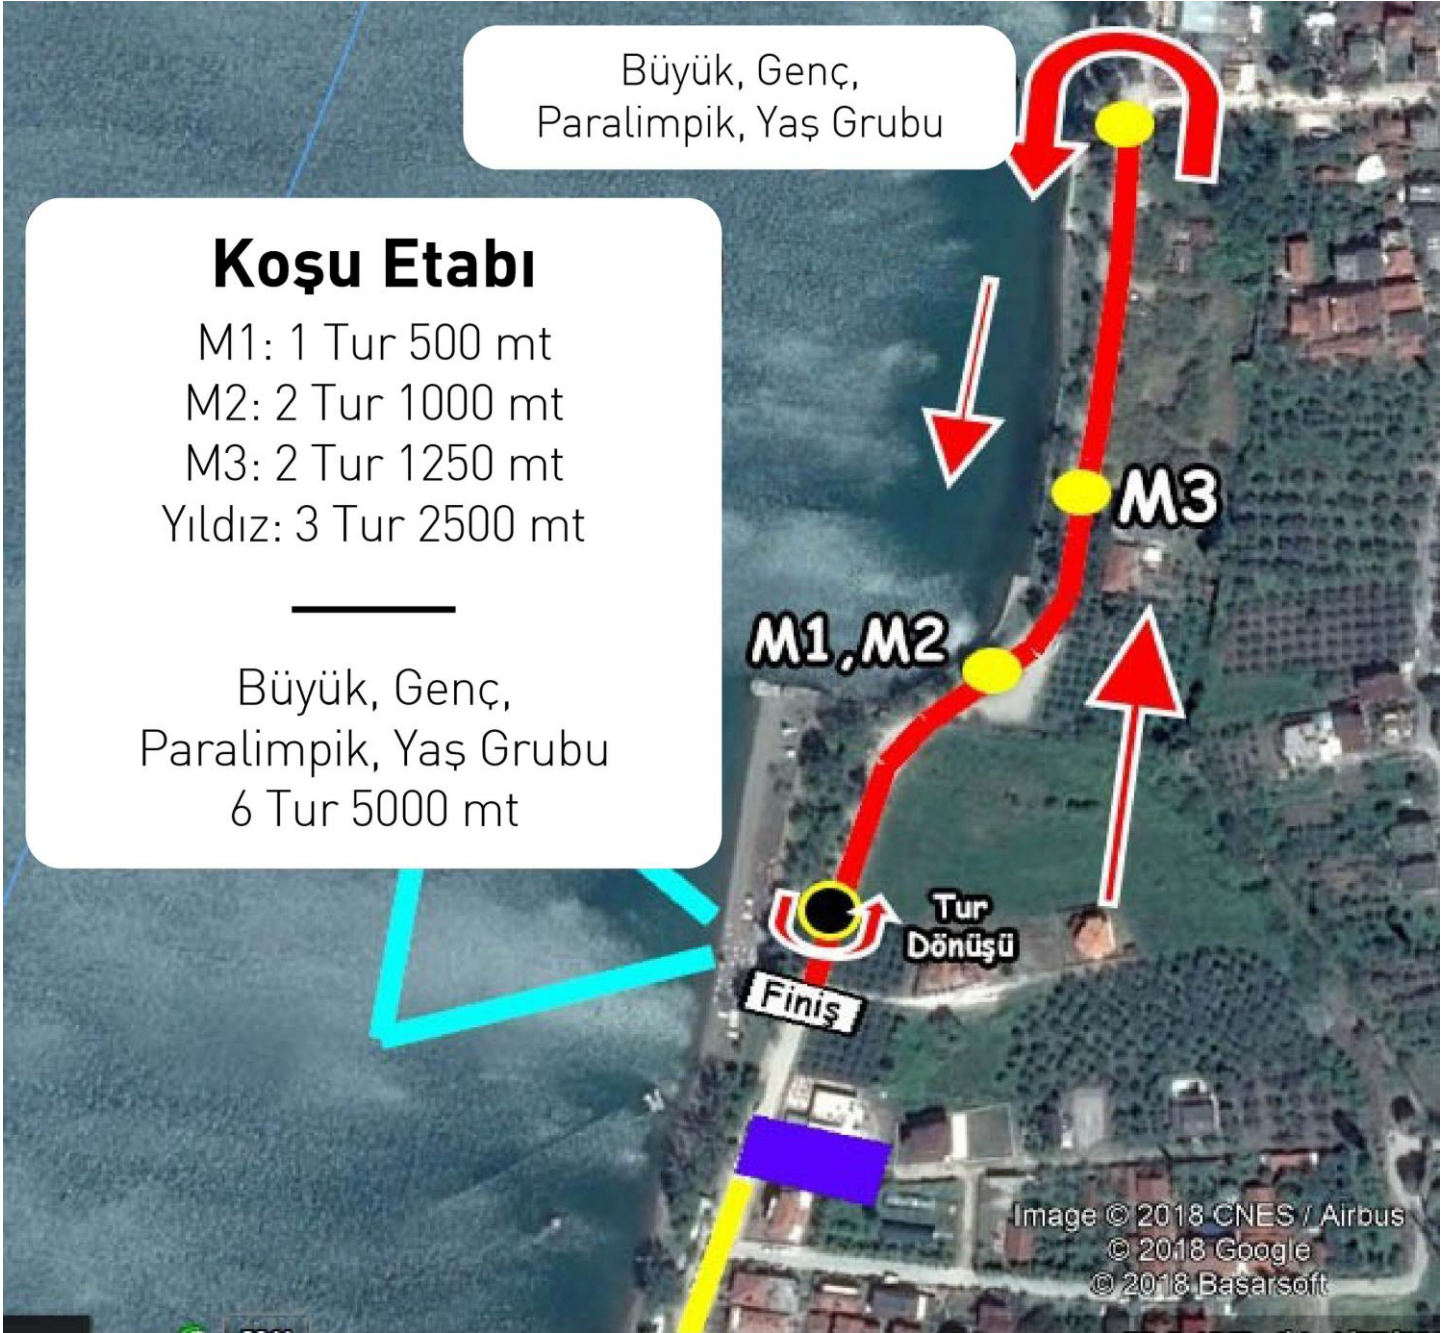 Büyük, Genç,
Paralimpik, Yaş Grubu
Koşu Etabı
M1: 1 Tur 500 mt
M2: 2 Tur 1000 mt
M3: 2 Tur 1250 mt
Yıldız: 3 Tur 2500 mt
Büyük, Genç,
Paralimpik, Yaş Grubu
6 Tur 5000 mt
M3
M1,M2
Tur
Dönüşü
Finiş
Image © 2018 CNES / Airbus
© 2018 Google
© 2018 Basarsoft